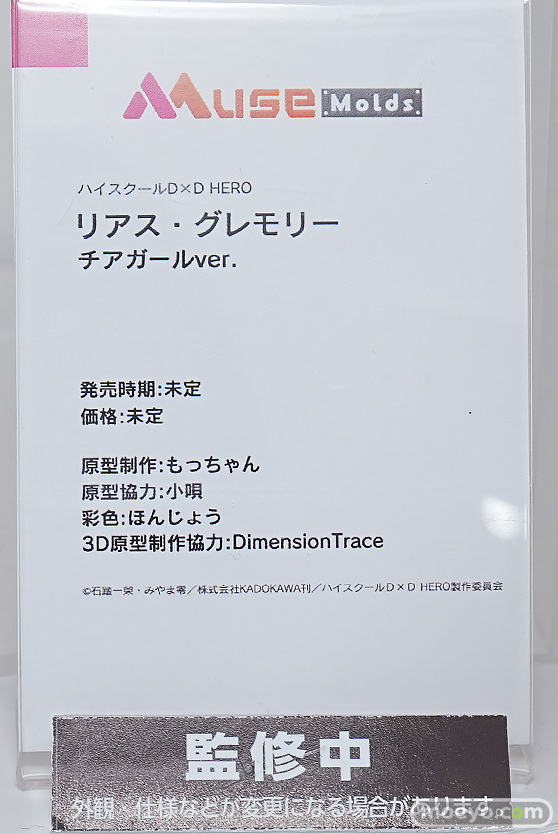 Muse Molds
ハイスクールD×D HERO
リアス・グレモリー
チアガールver.
発売時期:未定
価格:未定
原型制作:もっちゃん
原型協力:小唄
彩色:ほんじょう
3D原型制作協力:DimensionTrace
©石踏一榮・みやま零／株式会社KADOKAWA刊／ハイスクールD×D HERO製作委員会
監修中
外観・仕様などが変更になる場合があります。
moeyo.com